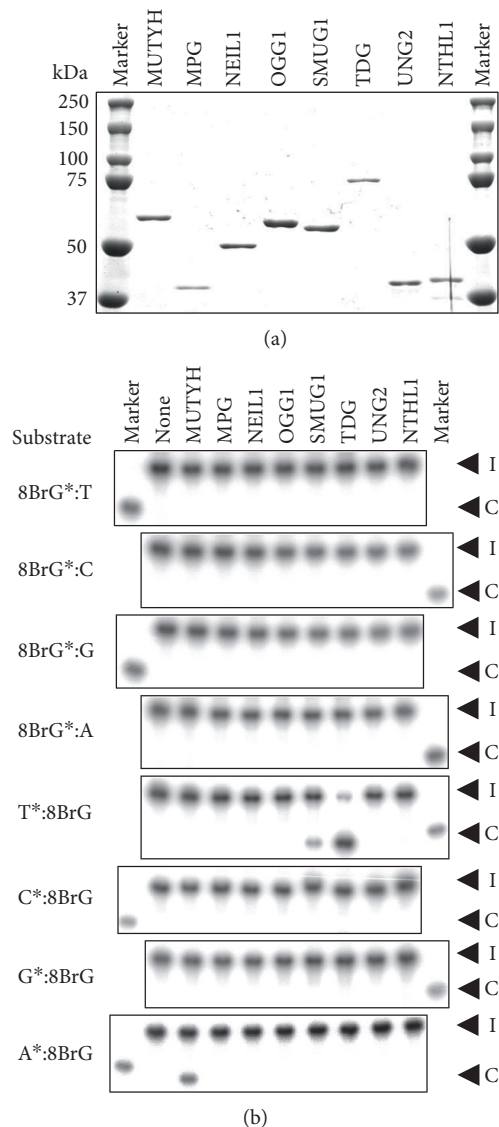 Marker MUTYH MPG NEIL1 OGG1 SMUG1 TDG UNG2 NTHL1 Marker
kDa
250
150
100
75
50
37
(a)
Marker None MUTYH MPG NEIL1 OGG1 SMUG1 TDG UNG2 NTHL1 Marker
Substrate
8BrG*:T I
C
8BrG*:C I
C
8BrG*:G I
C
8BrG*:A I
C
T*:8BrG I
C
C*:8BrG I
C
G*:8BrG I
C
A*:8BrG I
C
(b)